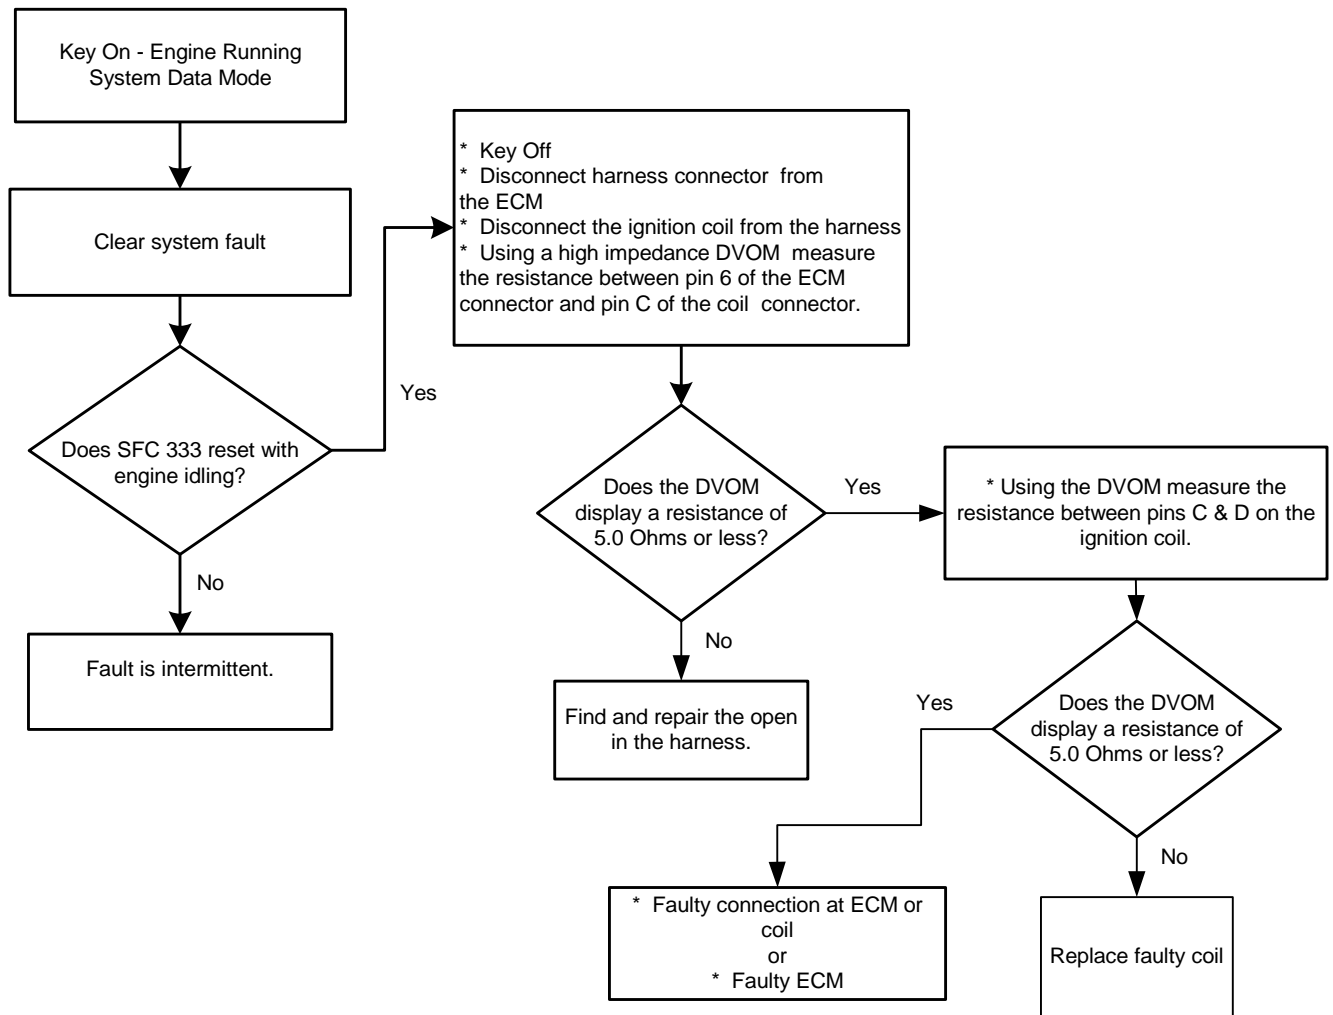 Key On - Engine Running
System Data Mode
Clear system fault
Does SFC 333 reset with
engine idling?
Yes
No
Fault is intermittent.
* Key Off
* Disconnect harness connector from
the ECM
* Disconnect the ignition coil from the harness
* Using a high impedance DVOM measure
the resistance between pin 6 of the ECM
connector and pin C of the coil connector.
Does the DVOM
display a resistance of
5.0 Ohms or less?
Yes
No
Find and repair the open
in the harness.
* Using the DVOM measure the
resistance between pins C & D on the
ignition coil.
Does the DVOM
display a resistance of
5.0 Ohms or less?
Yes
No
* Faulty connection at ECM or
coil
or
* Faulty ECM
Replace faulty coil